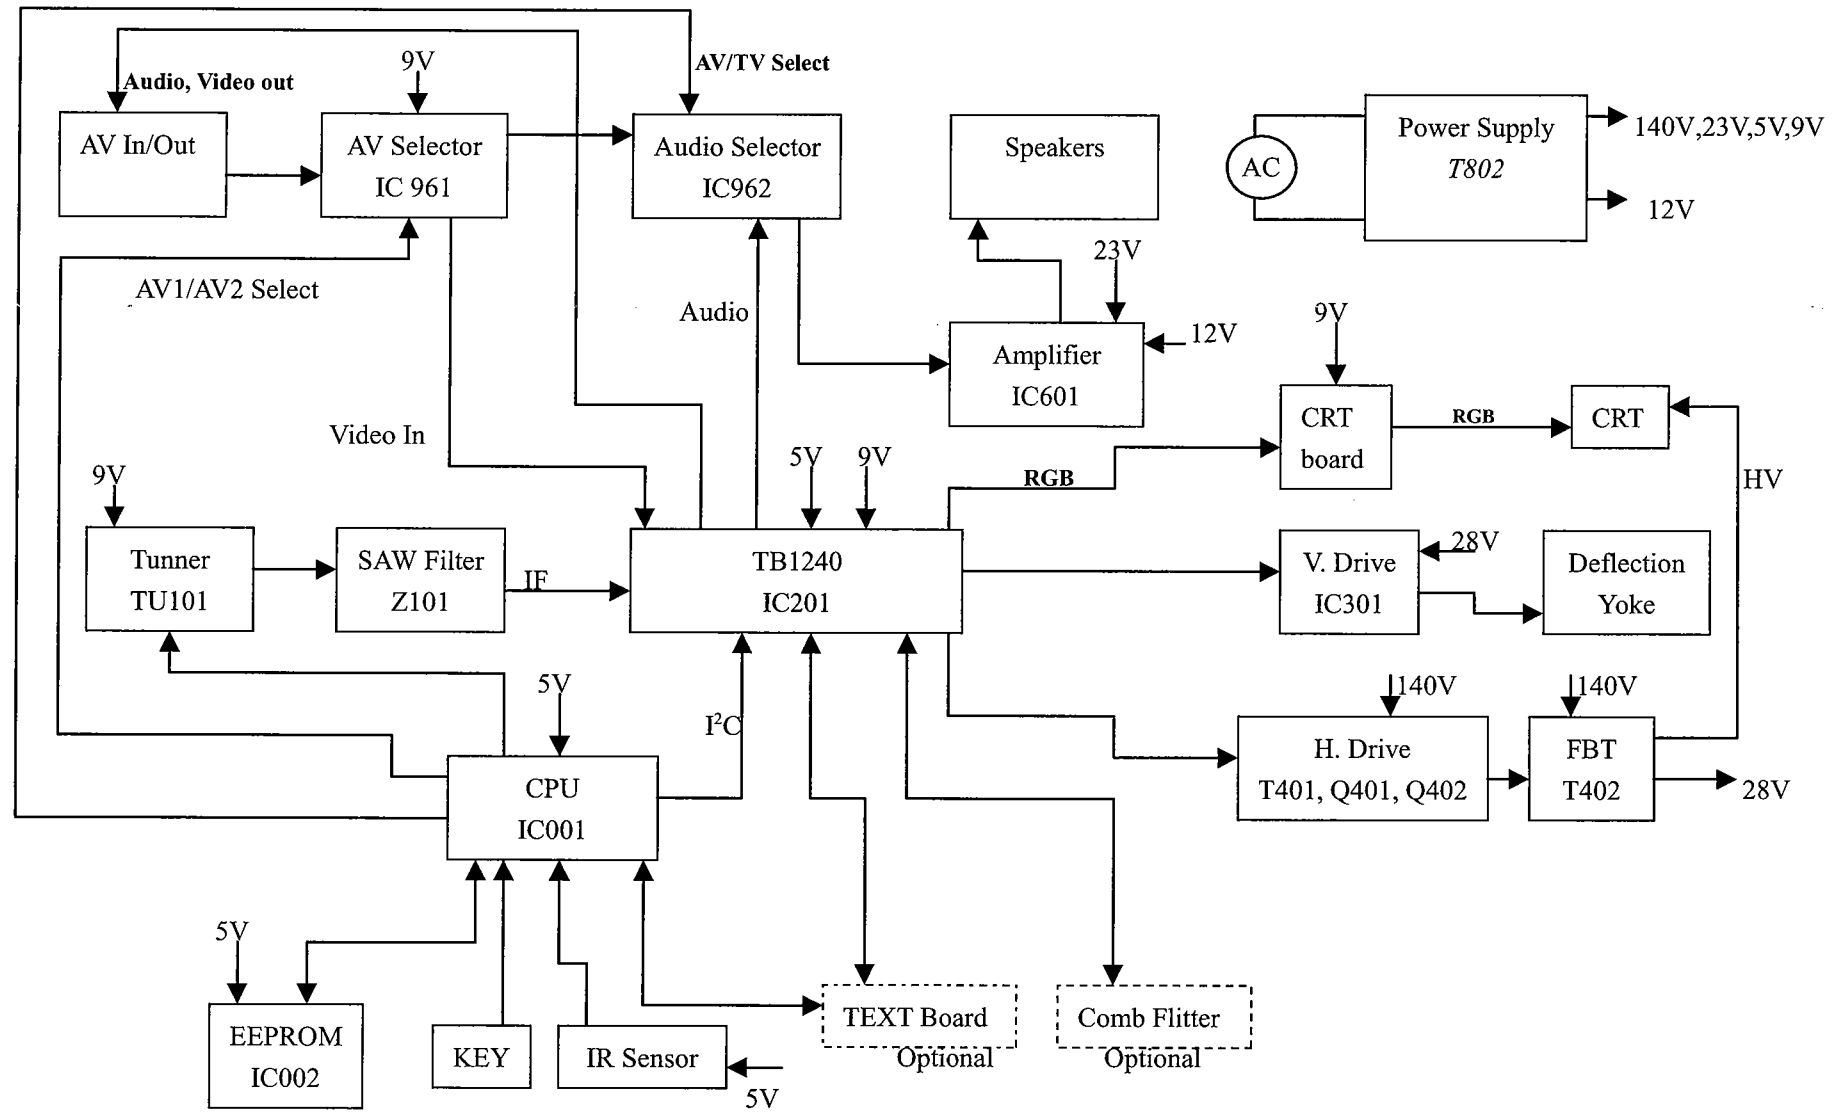 AV/TV Select
9V
Audio, Video out
AV In/Out
AV Selector
IC 961
Audio Selector
IC962
Speakers
AC
Power Supply
T802
140V,23V,5V,9V
12V
AV1/AV2 Select
Audio
23V
12V
Amplifier
IC601
9V
CRT
board
RGB
CRT
HV
Video In
5V
9V
RGB
9V
Tunner
TU101
SAW Filter
Z101
IF
TB1240
IC201
V. Drive
IC301
28V
Deflection
Yoke
5V
I²C
140V
140V
H. Drive
T401, Q401, Q402
FBT
T402
28V
CPU
IC001
5V
EEPROM
IC002
KEY
IR Sensor
5V
TEXT Board
Optional
Comb Flitter
Optional